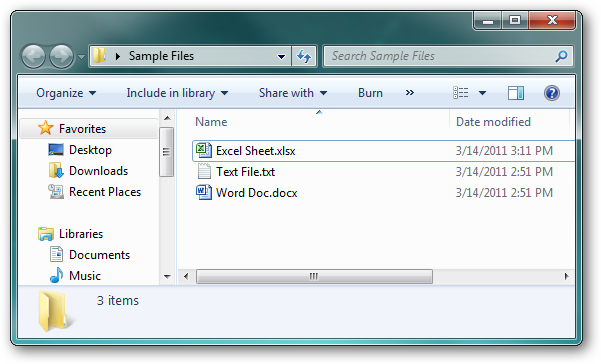 Sample Files
Search Sample Files
Organize Include in library Share with Burn »
Favorites
Desktop
Downloads
Recent Places
Libraries
Documents
Music
Name Date modified
Excel Sheet.xlsx 3/14/2011 3:11 PM
Text File.txt 3/14/2011 2:51 PM
Word Doc.docx 3/14/2011 2:51 PM
3 items